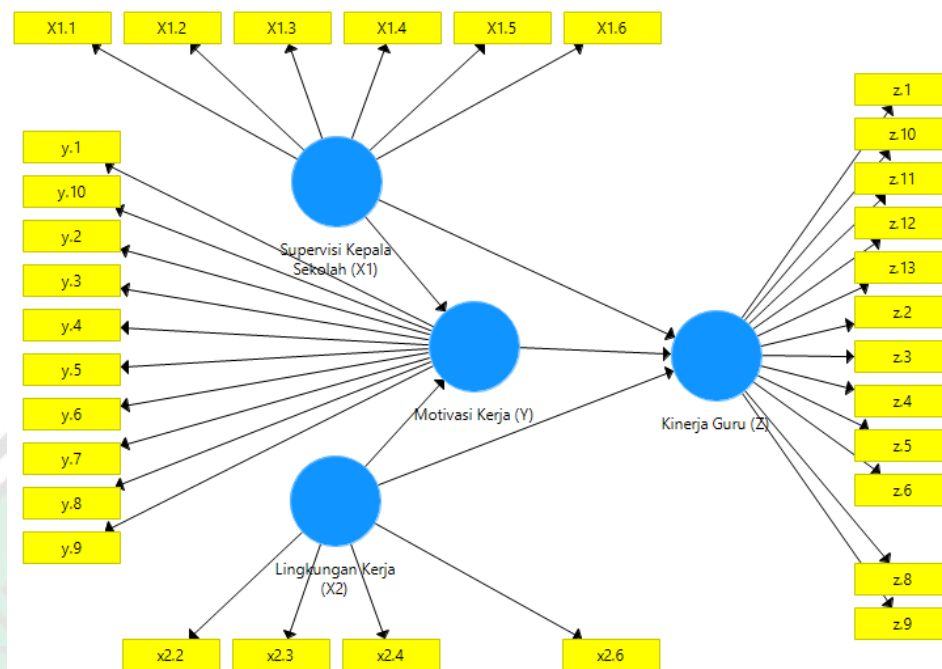 X1.1
X1.2
X1.3
X1.4
X1.5
X1.6
y.1
y.10
y.2
y.3
y.4
y.5
y.6
y.7
y.8
y.9
Supervisi Kepala
Sekolah (X1)
Motivasi Kerja (Y)
Lingkungan Kerja
(X2)
Kinerja Guru (Z)
z.1
z.10
z.11
z.12
z.13
z.2
z.3
z.4
z.5
z.6
z.8
z.9
x2.2
x2.3
x2.4
x2.6